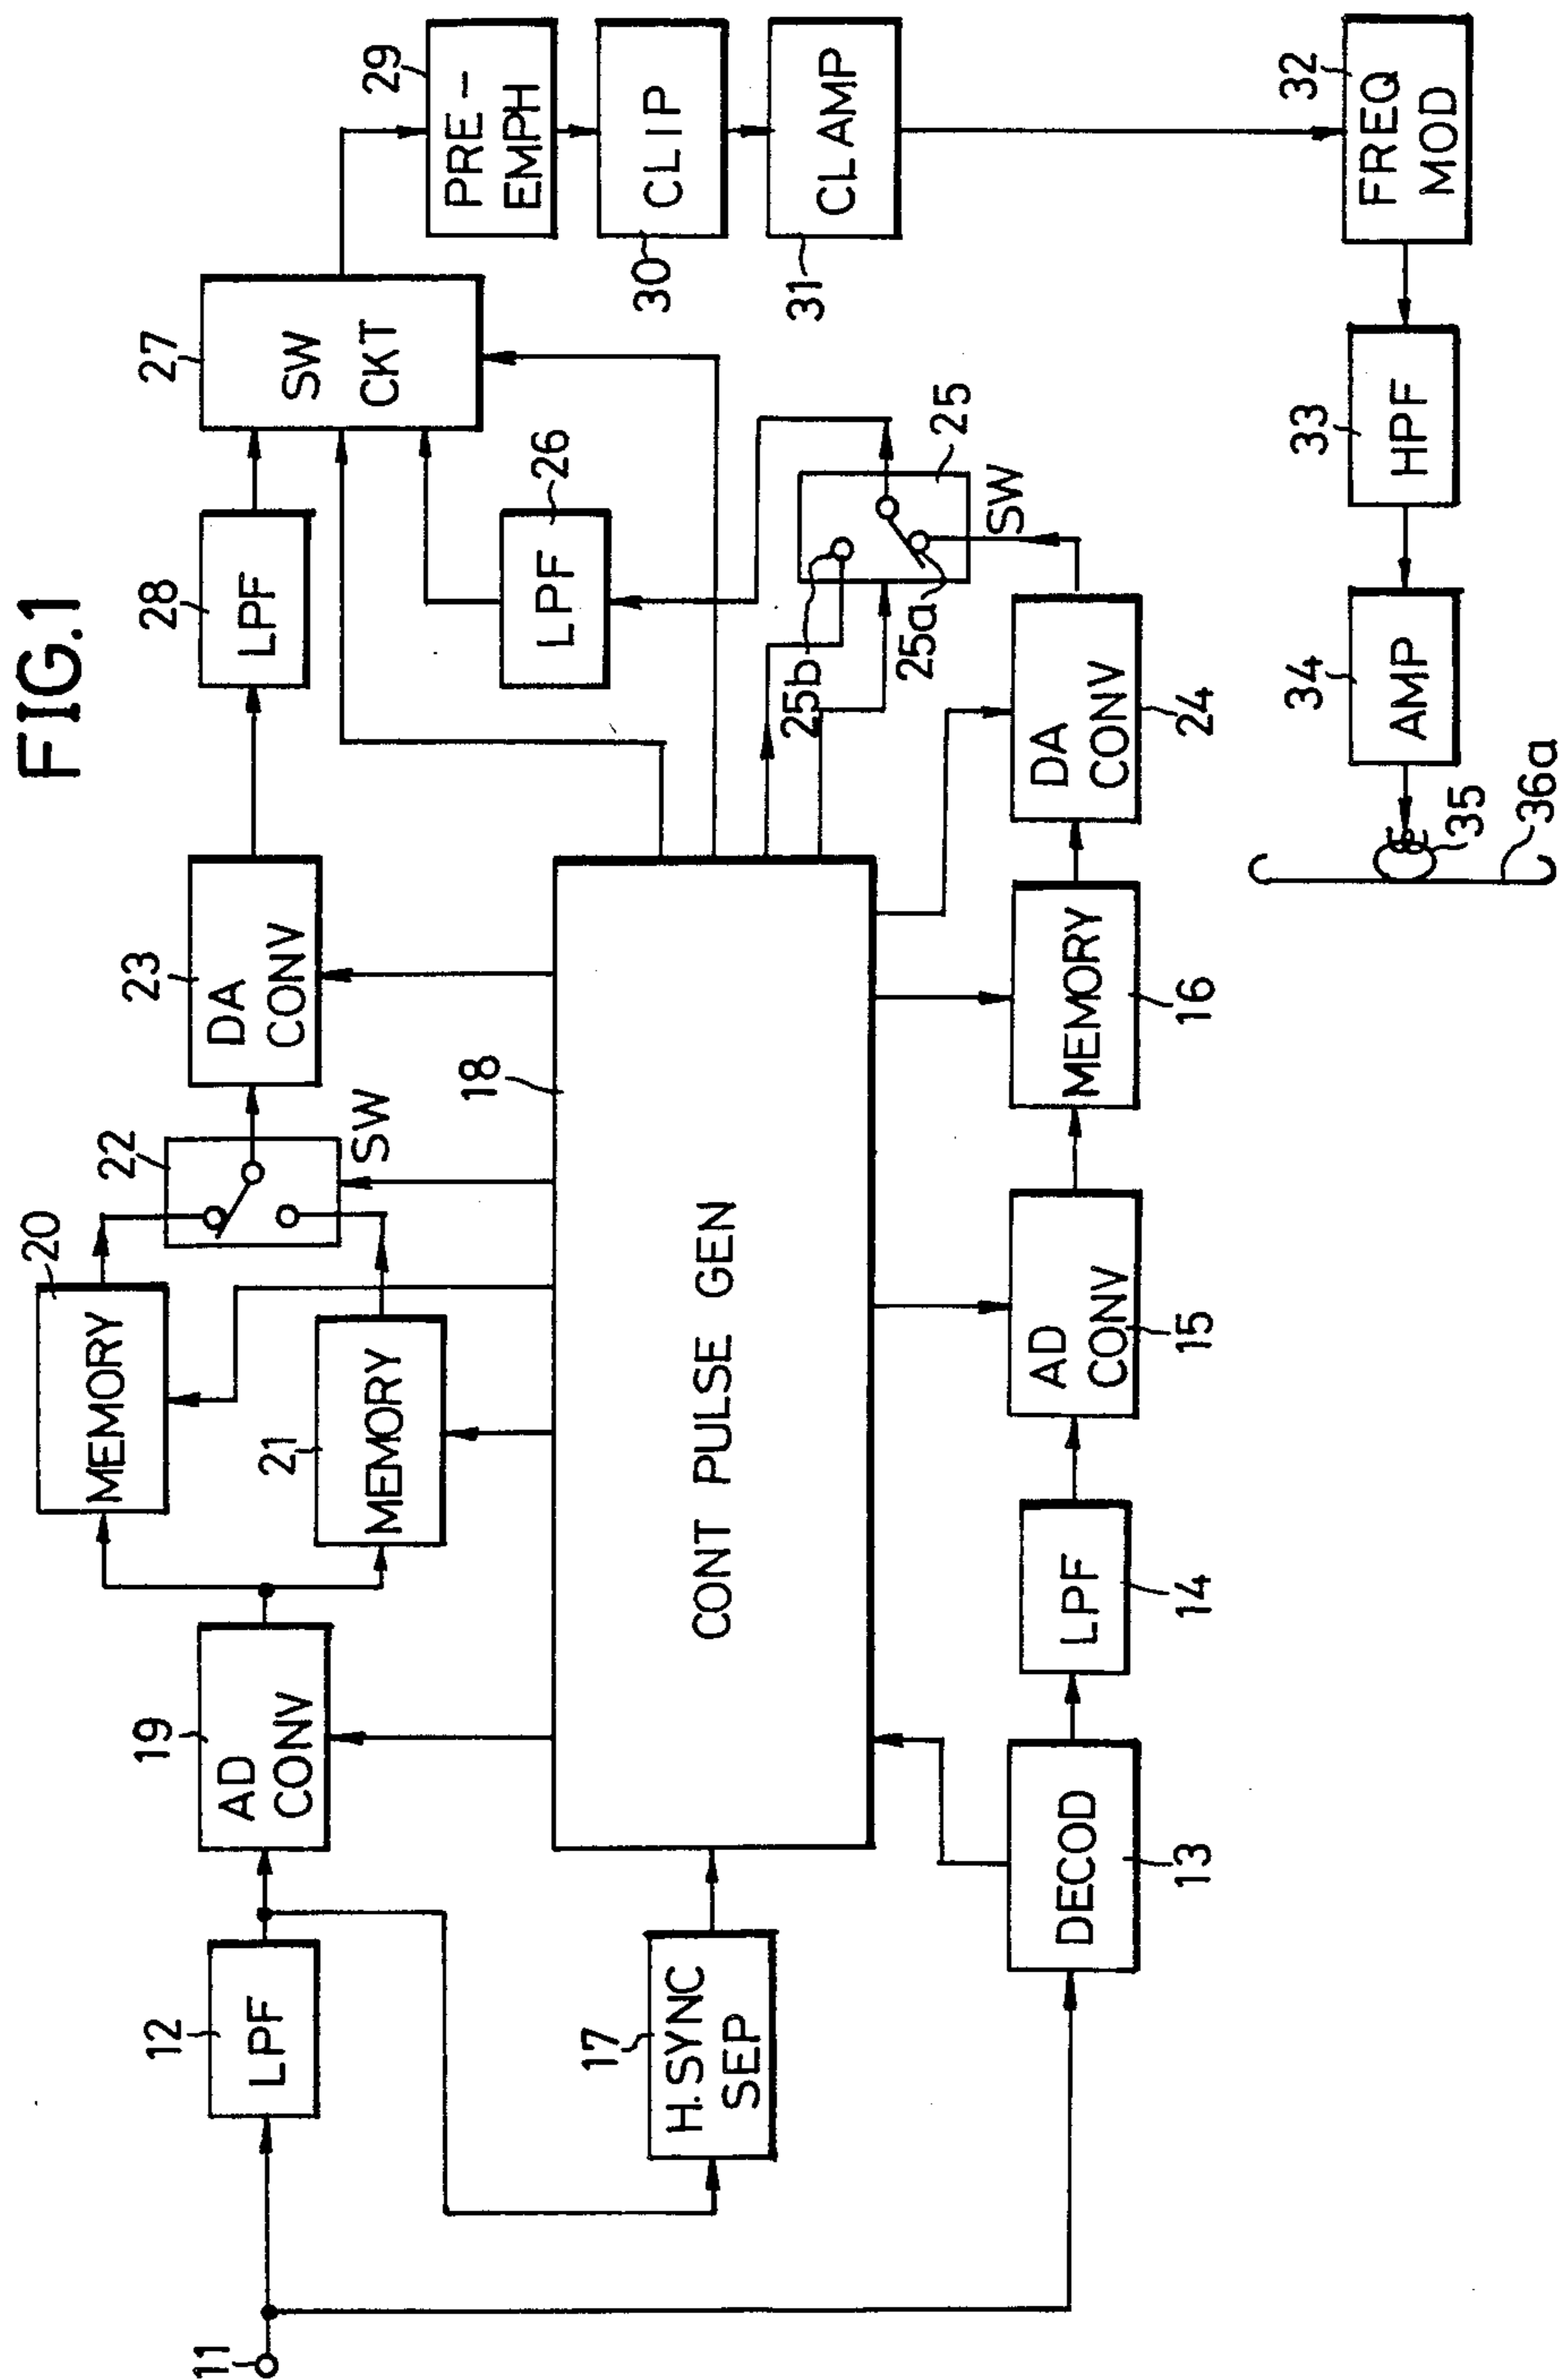 FIG.1
11
12
LPF
19
AD
CONV
20
MEMORY
21
MEMORY
22
SW
23
DA
CONV
28
LPF
27
SW
CKT
29
PRE-
EMPH
30
CLIP
31
CLAMP
17
H.SYNC
SEP
18
CONT PULSE GEN
26
LPF
25
25b
25a
SW
13
DECOD
14
LPF
15
AD
CONV
16
MEMORY
24
DA
CONV
32
FREQ
MOD
33
HPF
34
AMP
35
36a